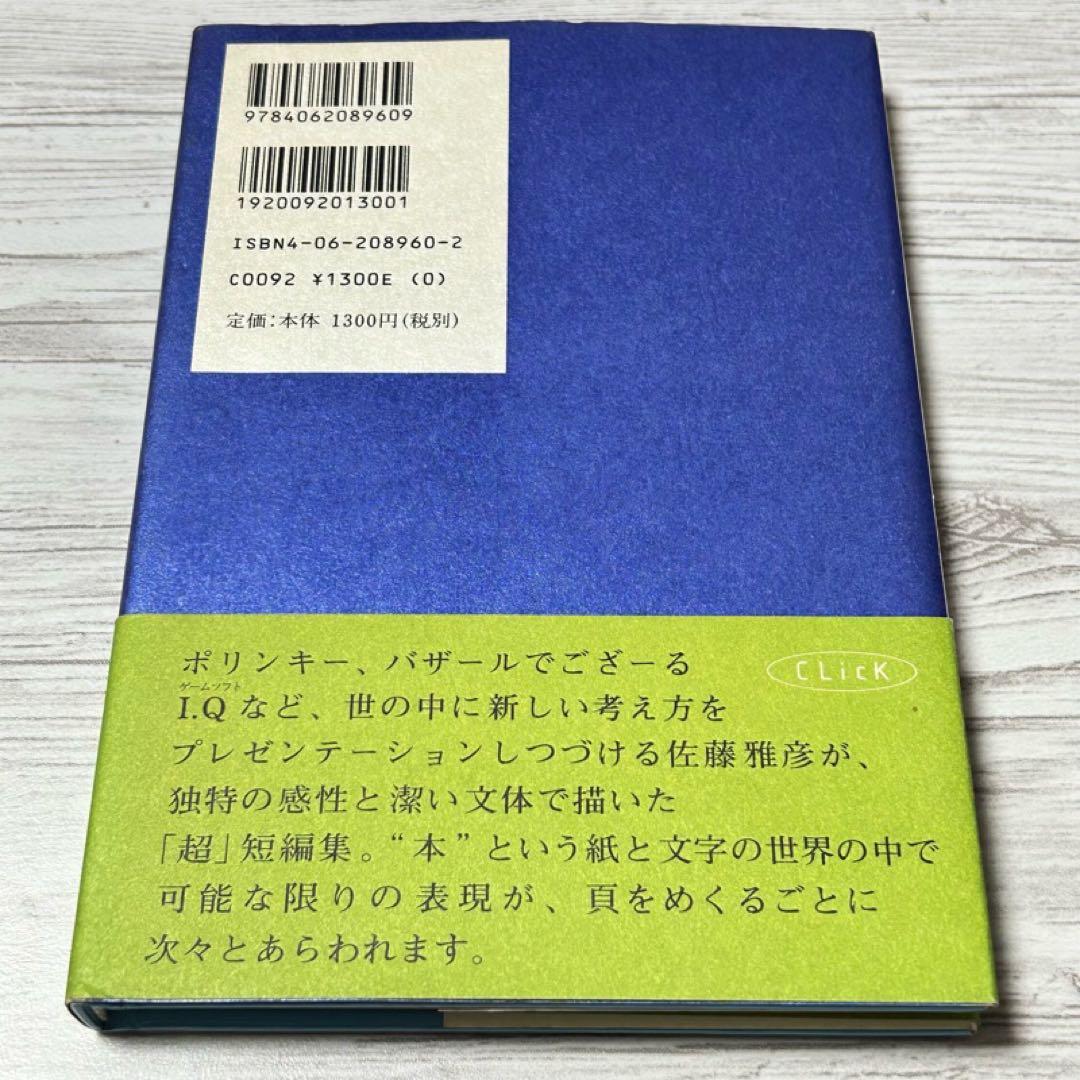 9784062089609
1920092013001
ISBN4-06-208960-2
C0092 ¥1300E (0)
定価：本体 1300円（税別）
CLicK
ポリンキー、バザールでござーる
ゲームソフト
I.Qなど、世の中に新しい考え方を
プレゼンテーションしつづける佐藤雅彦が、
独特の感性と潔い文体で描いた
「超」短編集。“本”という紙と文字の世界の中で
可能な限りの表現が、頁をめくるごとに
次々とあらわれます。